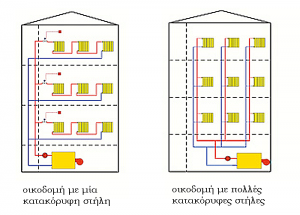 οικοδομή με μία
κατακόρυφη στήλη
οικοδομή με πολλές
κατακόρυφες στήλες